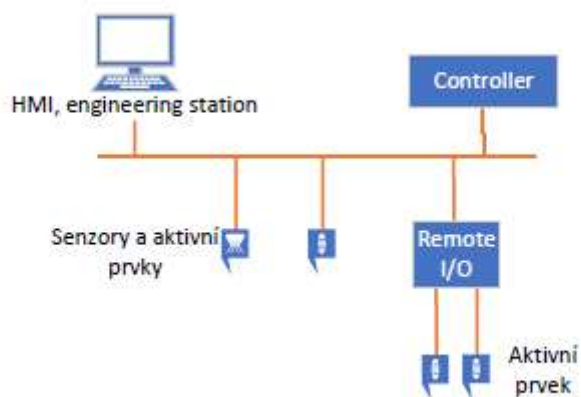 HMI, engineering station
Controller
Senzory a aktivní
prvky
Remote
I/O
Aktivní
prvek